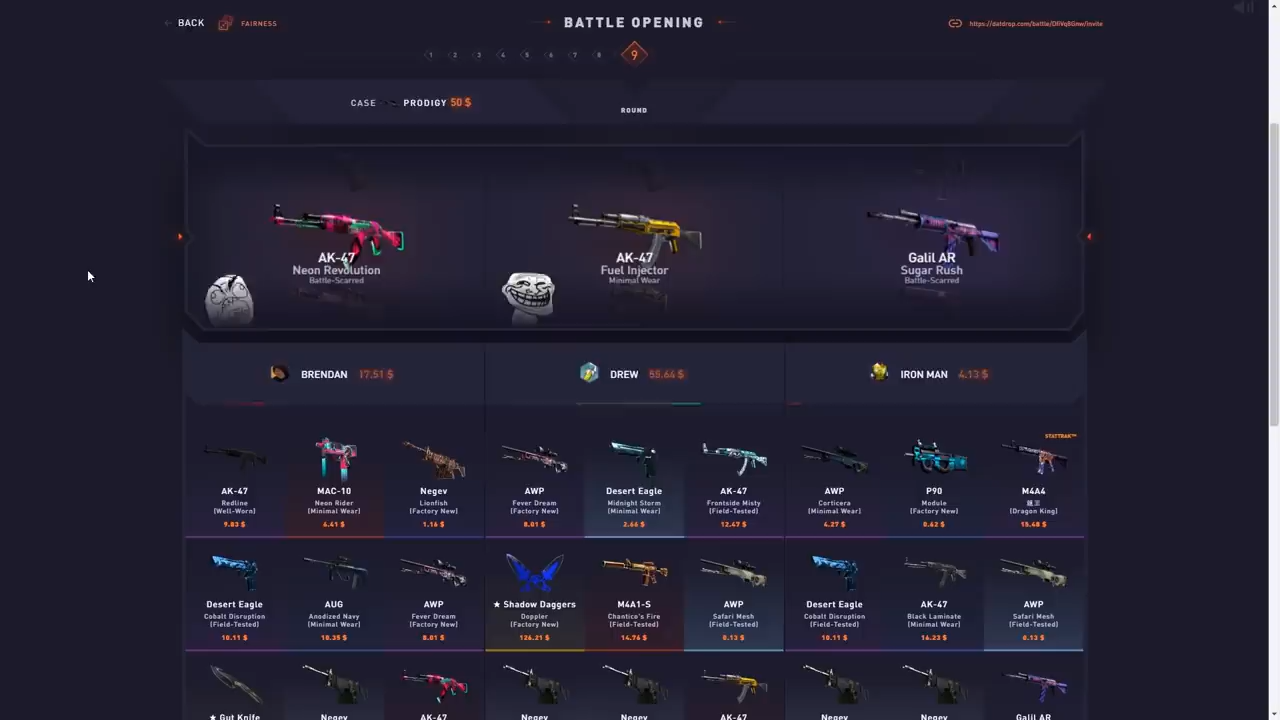 BACK
FAIRNESS
BATTLE OPENING
1 2 3 4 5 6 7 8 9
CASE PRODIGY 50 $
ROUND
AK-47
Neon Revolution
Battle-Scarred
AK-47
Fuel Injector
Minimal Wear
Galil AR
Sugar Rush
Battle-Scarred
BRENDAN 17.51 $
DREW
IRON MAN 4.13 $
AK-47
Redline
(Well-Worn)
9.83 $
MAC-10
Neon Rider
(Minimal Wear)
4.41 $
Negev
Lionfish
(Factory New)
1.16 $
AWP
Fever Dream
(Factory New)
8.01 $
Desert Eagle
Midnight Storm
(Minimal Wear)
2.66 $
AK-47
Frontside Misty
(Field-Tested)
12.47 $
AWP
Corticera
(Minimal Wear)
4.27 $
P90
Module
(Factory New)
0.62 $
STATTRAK™
M4A4
龍王
(Dragon King)
15.48 $
Desert Eagle
Cobalt Disruption
(Field-Tested)
10.11 $
AUG
Anodized Navy
(Minimal Wear)
10.35 $
AWP
Fever Dream
(Factory New)
8.01 $
★ Shadow Daggers
Doppler
(Factory New)
126.21 $
M4A1-S
Chantico's Fire
(Field-Tested)
14.76 $
AWP
Safari Mesh
(Field-Tested)
0.13 $
Desert Eagle
Cobalt Disruption
(Field-Tested)
10.11 $
AK-47
Black Laminate
(Minimal Wear)
16.23 $
AWP
Safari Mesh
(Field-Tested)
0.13 $
★ Gut Knife
Negev
AK-47
Negev
Negev
AK-47
Negev
Negev
Galil AR